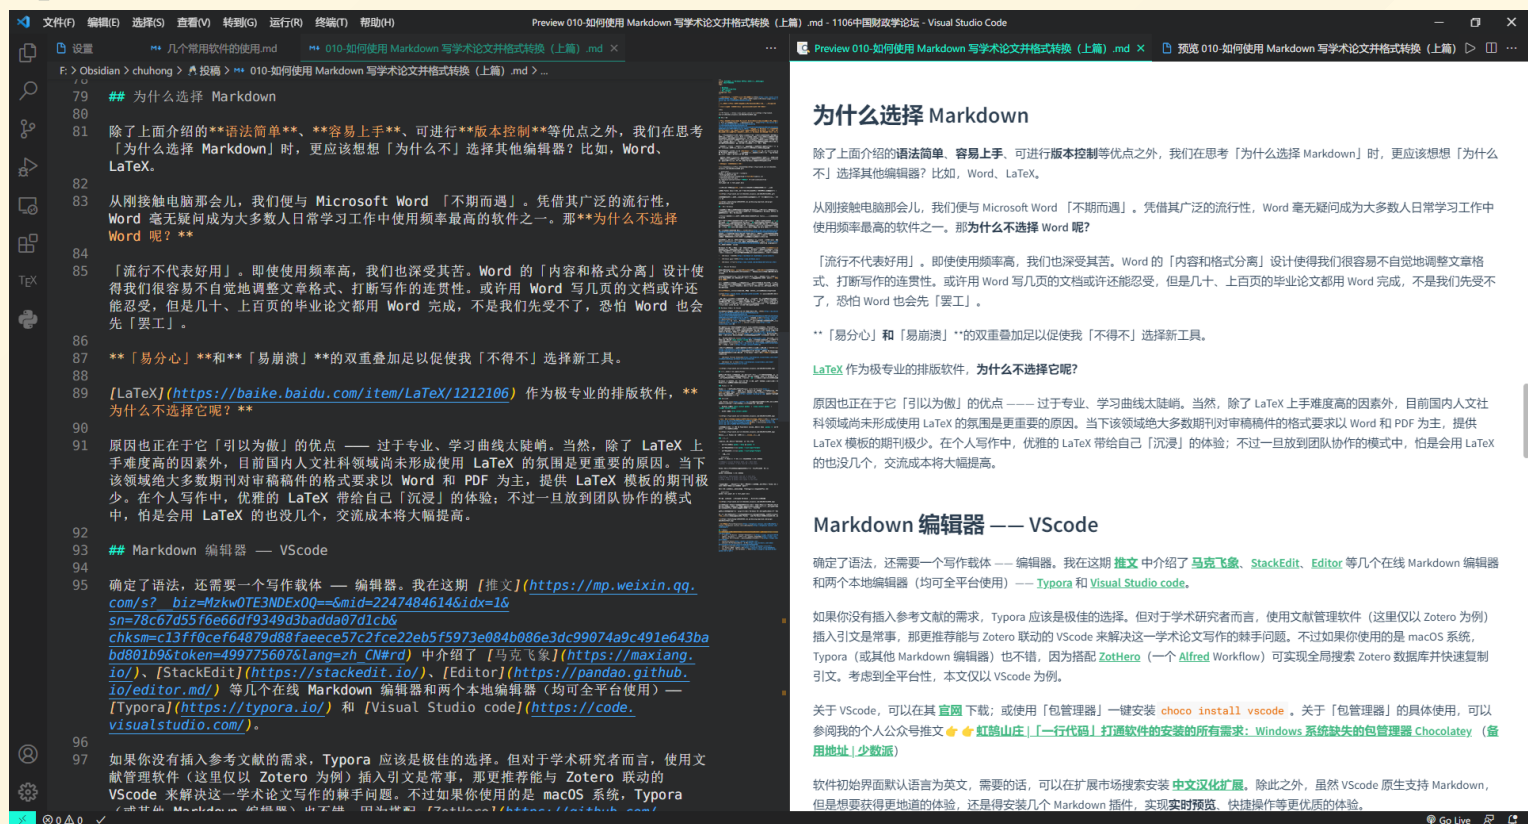 文件(F) 编辑(E) 选择(S) 查看(V) 转到(G) 运行(R) 终端(T) 帮助(H)
Preview 010-如何使用 Markdown 写学术论文并格式转换（上篇）.md - 1106中国财政学论坛 - Visual Studio Code
设置
几个常用软件的使用.md
010-如何使用 Markdown 写学术论文并格式转换（上篇）.md
F: > Obsidian > chuhong > 投稿 > 010-如何使用 Markdown 写学术论文并格式转换（上篇）.md > ...
78
79 ## 为什么选择 Markdown
80
81 除了上面介绍的**语法简单**、**容易上手**、可进行**版本控制**等优点之外，我们在思考
「为什么选择 Markdown」时，更应该想想「为什么不」选择其他编辑器？比如，Word、
LaTeX。
82
83 从刚接触电脑那会儿，我们便与 Microsoft Word 「不期而遇」。凭借其广泛的流行性，
Word 毫无疑问成为大多数人日常学习工作中使用频率最高的软件之一。那**为什么不选择
Word 呢？**
84
85 「流行不代表好用」。即使使用频率高，我们也深受其苦。Word 的「内容和格式分离」设计使
得我们很容易不自觉地调整文章格式、打断写作的连贯性。或许用 Word 写几页的文档或许还
能忍受，但是几十、上百页的毕业论文都用 Word 完成，不是我们先受不了，恐怕 Word 也会
先「罢工」。
86
87 **「易分心」**和**「易崩溃」**的双重叠加足以促使我「不得不」选择新工具。
88
89 [LaTeX](https://baike.baidu.com/item/LaTeX/1212106) 作为极专业的排版软件，**
为什么不选择它呢？**
90
91 原因也正在于它「引以为傲」的优点 ——— 过于专业、学习曲线太陡峭。当然，除了 LaTeX 上
手难度高的因素外，目前国内人文社科领域尚未形成使用 LaTeX 的氛围是更重要的原因。当下
该领域绝大多数期刊对审稿稿件的格式要求以 Word 和 PDF 为主，提供 LaTeX 模板的期刊极
少。在个人写作中，优雅的 LaTeX 带给自己「沉浸」的体验；不过一旦放到团队协作的模式
中，怕是会用 LaTeX 的也没几个，交流成本将大幅提高。
92
93 ## Markdown 编辑器 —— VScode
94
95 确定了语法，还需要一个写作载体 —— 编辑器。我在这期 [推文](https://mp.weixin.qq.
com/s?__biz=MzkwOTE3NDExOQ==&mid=2247484614&idx=1&
sn=78c67d55f6e66df9349d3badda07d1cb&
chksm=c13ff0cef64879d88faeece57c2fce22eb5f5973e084b086e3dc99074a9c491e643ba
bd801b9&token=499775607&lang=zh_CN#rd) 中介绍了 [马克飞象](https://maxiang.
io/)、[StackEdit](https://stackedit.io/)、[Editor](https://pandao.github.
io/editor.md/) 等几个在线 Markdown 编辑器和两个本地编辑器（均可全平台使用）——
[Typora](https://typora.io/) 和 [Visual Studio code](https://code.
visualstudio.com/)。
96
97 如果你没有插入参考文献的需求，Typora 应该是极佳的选择。但对于学术研究者而言，使用文
献管理软件（这里仅以 Zotero 为例）插入引文是常事，那更推荐能与 Zotero 联动的
VScode 来解决这一学术论文写作的棘手问题。不过如果你使用的是 macOS 系统，Typora
（或其他 Markdown 编辑器）也不错，因为搭配 [ZotHero](https://github.com/
Preview 010-如何使用 Markdown 写学术论文并格式转换（上篇）.md
预览 010-如何使用 Markdown 写学术论文并格式转换（上篇）
为什么选择 Markdown
除了上面介绍的语法简单、容易上手、可进行版本控制等优点之外，我们在思考「为什么选择 Markdown」时，更应该想想「为什么
不」选择其他编辑器？比如，Word、LaTeX。
从刚接触电脑那会儿，我们便与 Microsoft Word 「不期而遇」。凭借其广泛的流行性，Word 毫无疑问成为大多数人日常学习工作中
使用频率最高的软件之一。那为什么不选择 Word 呢？
「流行不代表好用」。即使使用频率高，我们也深受其苦。Word 的「内容和格式分离」设计使得我们很容易不自觉地调整文章格
式、打断写作的连贯性。或许用 Word 写几页的文档或许还能忍受，但是几十、上百页的毕业论文都用 Word 完成，不是我们先受不
了，恐怕 Word 也会先「罢工」。
**「易分心」和「易崩溃」**的双重叠加足以促使我「不得不」选择新工具。
LaTeX 作为极专业的排版软件，为什么不选择它呢？
原因也正在于它「引以为傲」的优点 ——— 过于专业、学习曲线太陡峭。当然，除了 LaTeX 上手难度高的因素外，目前国内人文社
科领域尚未形成使用 LaTeX 的氛围是更重要的原因。当下该领域绝大多数期刊对审稿稿件的格式要求以 Word 和 PDF 为主，提供
LaTeX 模板的期刊极少。在个人写作中，优雅的 LaTeX 带给自己「沉浸」的体验；不过一旦放到团队协作的模式中，怕是会用 LaTeX
的也没几个，交流成本将大幅提高。
Markdown 编辑器 —— VScode
确定了语法，还需要一个写作载体 —— 编辑器。我在这期 推文 中介绍了 马克飞象、StackEdit、Editor 等几个在线 Markdown 编辑器
和两个本地编辑器（均可全平台使用）—— Typora 和 Visual Studio code。
如果你没有插入参考文献的需求，Typora 应该是极佳的选择。但对于学术研究者而言，使用文献管理软件（这里仅以 Zotero 为例）
插入引文是常事，那更推荐能与 Zotero 联动的 VScode 来解决这一学术论文写作的棘手问题。不过如果你使用的是 macOS 系统，
Typora（或其他 Markdown 编辑器）也不错，因为搭配 ZotHero（一个 Alfred Workflow）可实现全局搜索 Zotero 数据库并快速复制
引文。考虑到全平台性，本文仅以 VScode 为例。
关于 VScode，可以在其 官网 下载；或使用「包管理器」一键安装 choco install vscode 。关于「包管理器」的具体使用，可以
参阅我的个人公众号推文👉 👉 虹鹄山庄 |「一行代码」打通软件的安装的所有需求：Windows 系统缺失的包管理器 Chocolatey （备
用地址 | 少数派）
软件初始界面默认语言为英文，需要的话，可以在扩展市场搜索安装 中文汉化扩展。除此之外，虽然 VScode 原生支持 Markdown，
但是想要获得更地道的体验，还是得安装几个 Markdown 插件，实现实时预览、快捷操作等更优质的体验。
0 0
Go Live